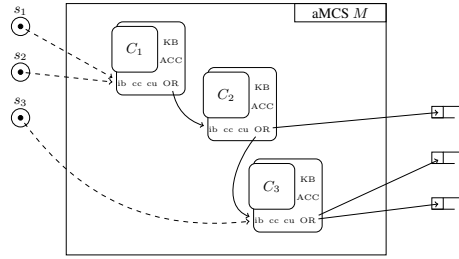 s1
aMCS M
s2
s3
C1
KB
ACC
ib cc cu OR
C2
KB
ACC
ib cc cu OR
C3
KB
ACC
ib cc cu OR